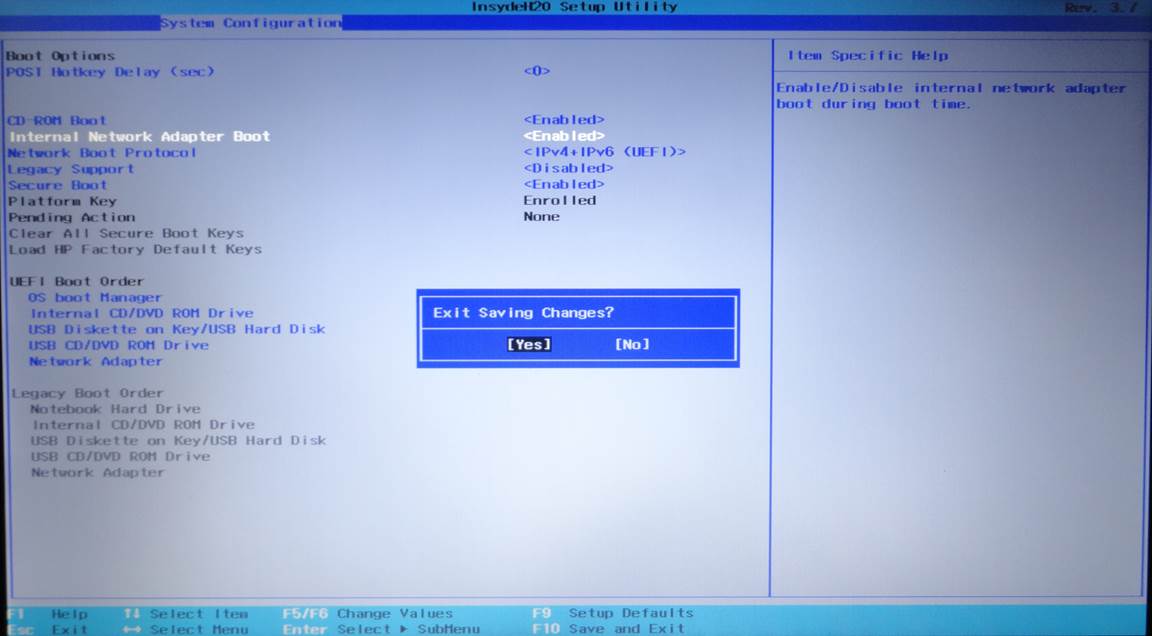 InsydeH20 Setup Utility Rev. 3.7
System Configuration
Boot Options
POST Hotkey Delay (sec) <0>
CD-ROM Boot <Enabled>
Internal Network Adapter Boot <Enabled>
Network Boot Protocol <IPv4+IPv6 (UEFI)>
Legacy Support <Disabled>
Secure Boot <Enabled>
Platform Key Enrolled
Pending Action None
Clear All Secure Boot Keys
Load HP Factory Default Keys
UEFI Boot Order
OS boot Manager
Internal CD/DVD ROM Drive
USB Diskette on Key/USB Hard Disk
USB CD/DVD ROM Drive
Network Adapter
Legacy Boot Order
Notebook Hard Drive
Internal CD/DVD ROM Drive
USB Diskette on Key/USB Hard Disk
USB CD/DVD ROM Drive
Network Adapter
Exit Saving Changes?
[Yes] [No]
Item Specific Help
Enable/Disable internal network adapter
boot during boot time.
F1 Help ↑↓ Select Item F5/F6 Change Values F9 Setup Defaults
Esc Exit ↔ Select Menu Enter Select ▶ SubMenu F10 Save and Exit